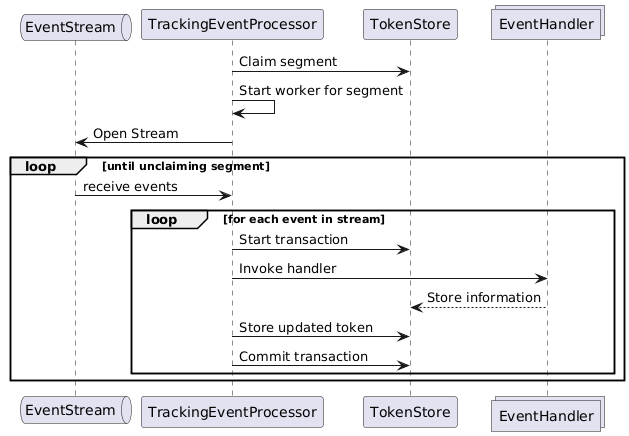 EventStream
TrackingEventProcessor
TokenStore
EventHandler
Claim segment
Start worker for segment
Open Stream
loop
[until unclaiming segment]
receive events
loop
[for each event in stream]
Start transaction
Invoke handler
Store information
Store updated token
Commit transaction
EventStream
TrackingEventProcessor
TokenStore
EventHandler